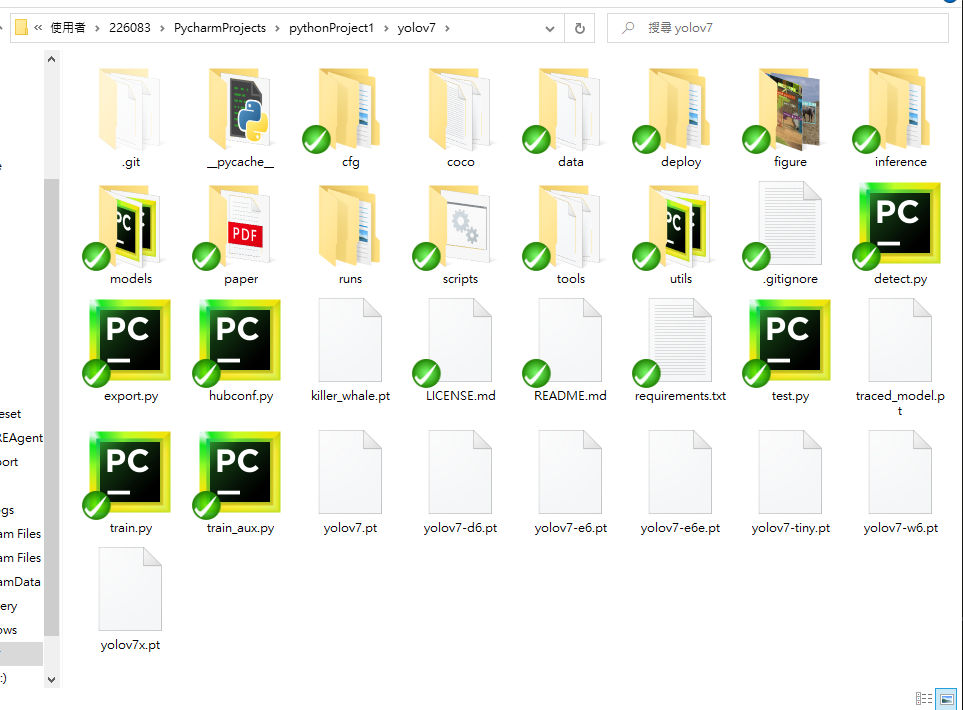 « 使用者 › 226083 › PycharmProjects › pythonProject1 › yolov7 ›
搜尋 yolov7
.git
__pycache__
cfg
coco
data
deploy
figure
inference
PC
PDF
PC
PC
models
paper
runs
scripts
tools
utils
.gitignore
detect.py
PC
PC
PC
export.py
hubconf.py
killer_whale.pt
LICENSE.md
README.md
requirements.txt
test.py
traced_model.p
t
PC
PC
train.py
train_aux.py
yolov7.pt
yolov7-d6.pt
yolov7-e6.pt
yolov7-e6e.pt
yolov7-tiny.pt
yolov7-w6.pt
yolov7x.pt
eset
REAgent
port
gs
am Files
am Files
amData
ery
ows
:)